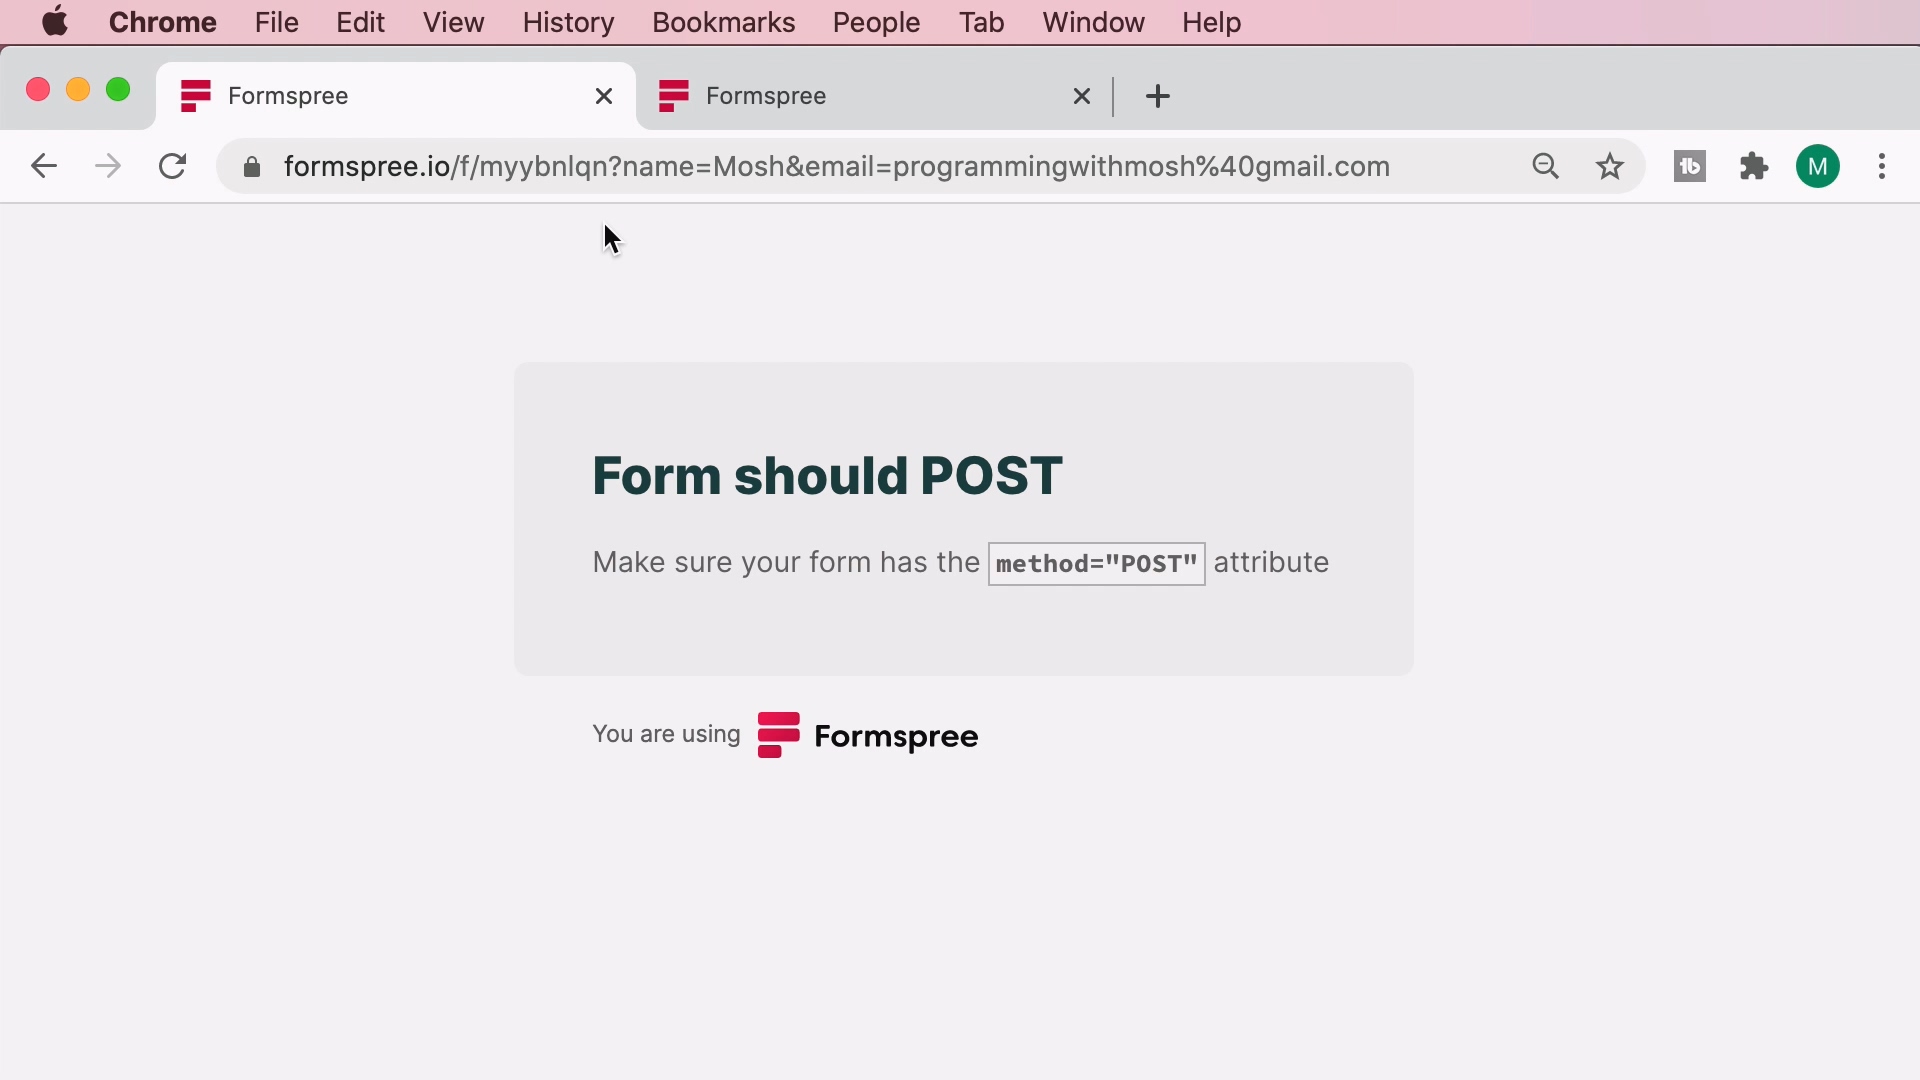 Chrome File Edit View History Bookmarks People Tab Window Help
Formspree Formspree
formspree.io/f/myybnlqn?name=Mosh&email=programmingwithmosh%40gmail.com
M
Form should POST
Make sure your form has the method="POST" attribute
You are using Formspree